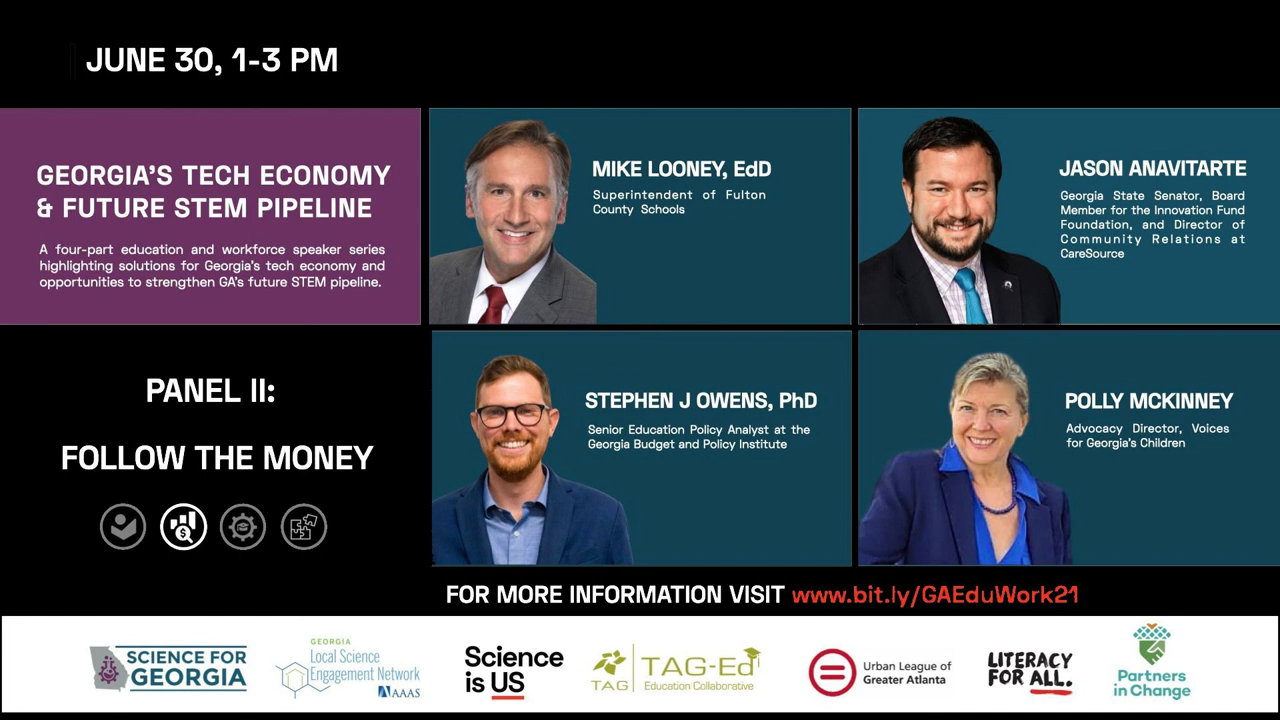 JUNE 30, 1-3 PM
GEORGIA'S TECH ECONOMY
& FUTURE STEM PIPELINE
A four-part education and workforce speaker series
highlighting solutions for Georgia's tech economy and
opportunities to strengthen GA's future STEM pipeline.
MIKE LOONEY, EdD
Superintendent of Fulton
County Schools
JASON ANAVITARTE
Georgia State Senator, Board
Member for the Innovation Fund
Foundation, and Director of
Community Relations at
CareSource
PANEL II:
FOLLOW THE MONEY
$
STEPHEN J OWENS, PhD
Senior Education Policy Analyst at the
Georgia Budget and Policy Institute
POLLY MCKINNEY
Advocacy Director, Voices
for Georgia's Children
FOR MORE INFORMATION VISIT www.bit.ly/GAEduWork21
SCIENCE FOR
GEORGIA
GEORGIA
Local Science
Engagement Network
AAAS
Science
is US
TAG
TAG-Ed
Education Collaborative
Urban League of
Greater Atlanta
LITERACY
FOR ALL.
Partners
in Change